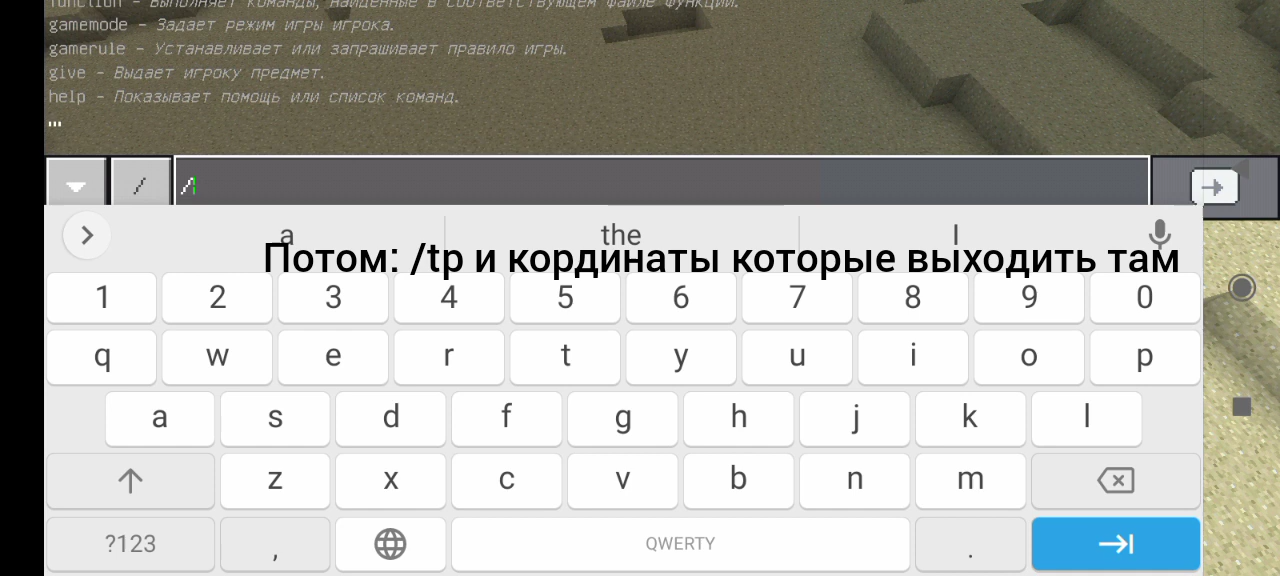 function - Выполняет команды, найденные в соответствующем файле функции.
gamemode - Задает режим игры игрока.
gamerule - Устанавливает или запрашивает правило игры.
give - Выдает игроку предмет.
help - Показывает помощь или список команд.
...
/ /
a the I
Потом: /tp и кординаты которые выходить там
1 2 3 4 5 6 7 8 9 0
q w e r t y u i o p
a s d f g h j k l
z x c v b n m
?123 , QWERTY .